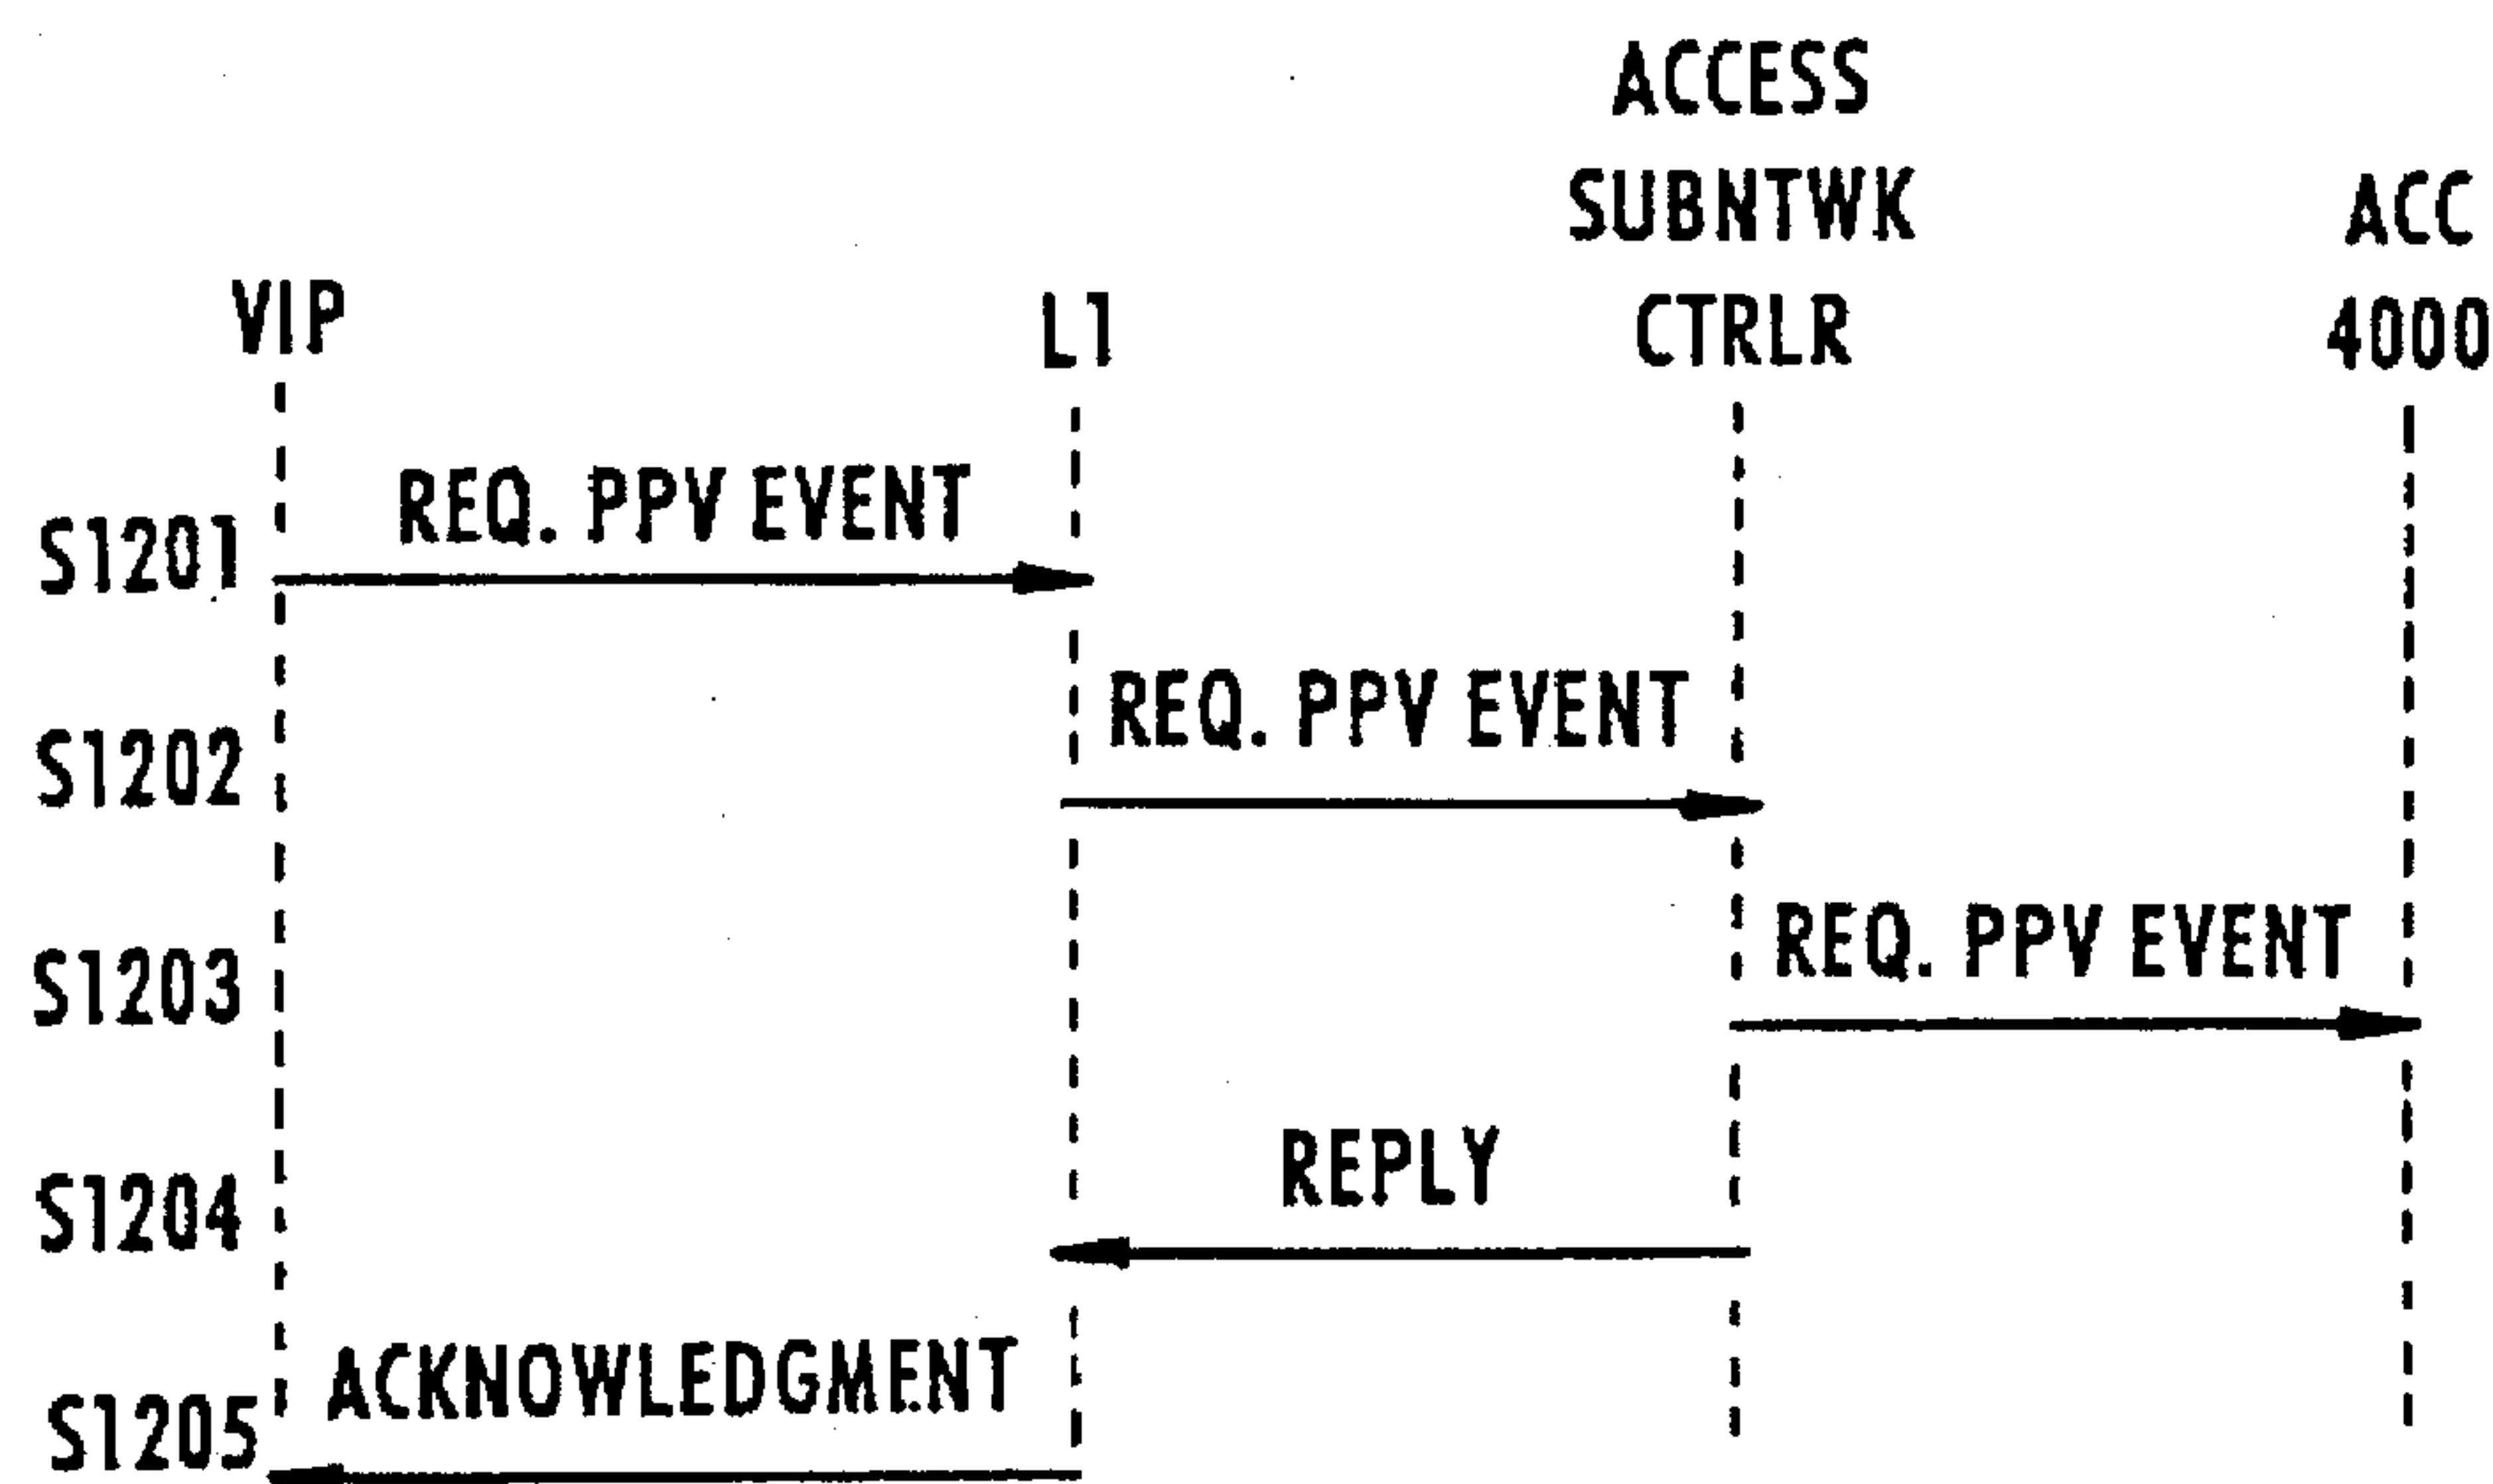 ACCESS
SUBNTWK
CTRLR
ACC
4000
VIP
L1
S1201
REQ. PPV EVENT
S1202
REQ. PPV EVENT
S1203
REQ. PPV EVENT
S1204
REPLY
S1205
ACKNOWLEDGMENT